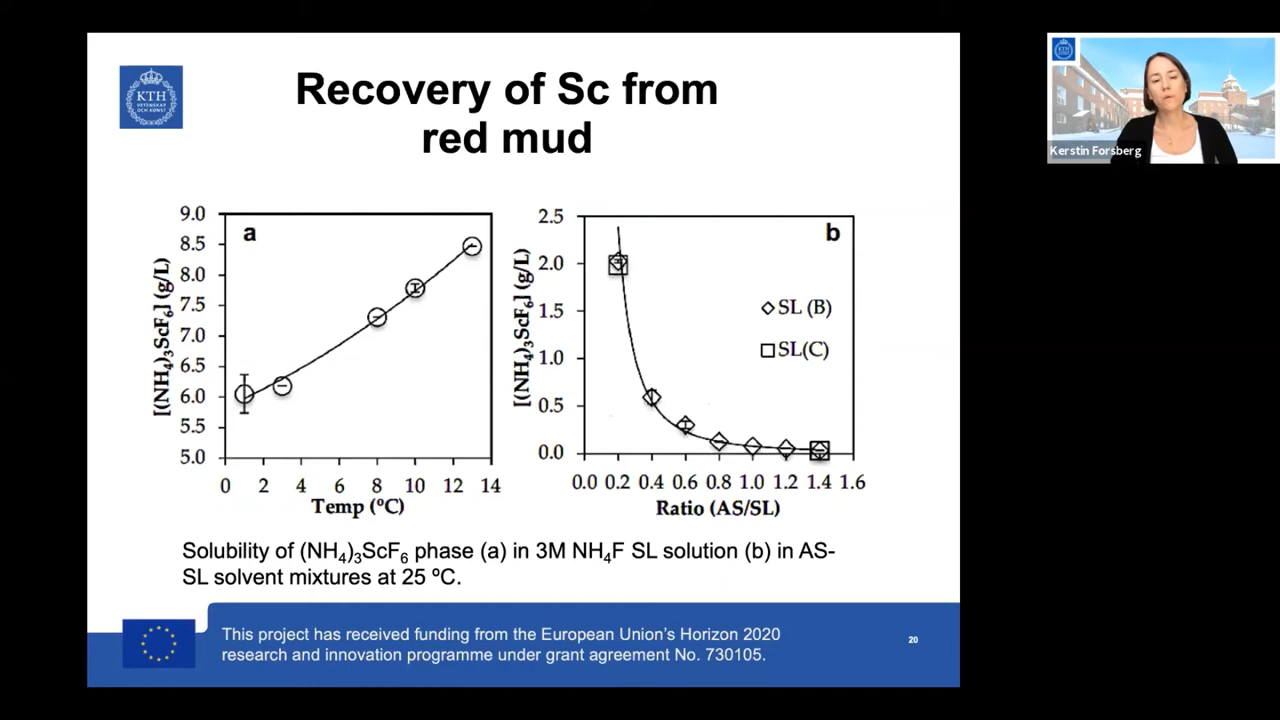 KTH
VETENSKAP
OCH KONST
Recovery of Sc from
red mud
[(NH₄)₃ScF₆] (g/L)
9.0
8.5
8.0
7.5
7.0
6.5
6.0
5.5
5.0
a
0 2 4 6 8 10 12 14
Temp (ºC)
[(NH₄)₃ScF₆] (g/L)
2.5
2.0
1.5
1.0
0.5
0.0
b
SL (B)
SL(C)
0.0 0.2 0.4 0.6 0.8 1.0 1.2 1.4 1.6
Ratio (AS/SL)
Solubility of (NH₄)₃ScF₆ phase (a) in 3M NH₄F SL solution (b) in AS-
SL solvent mixtures at 25 ºC.
This project has received funding from the European Union's Horizon 2020
research and innovation programme under grant agreement No. 730105.
20
Kerstin Forsberg